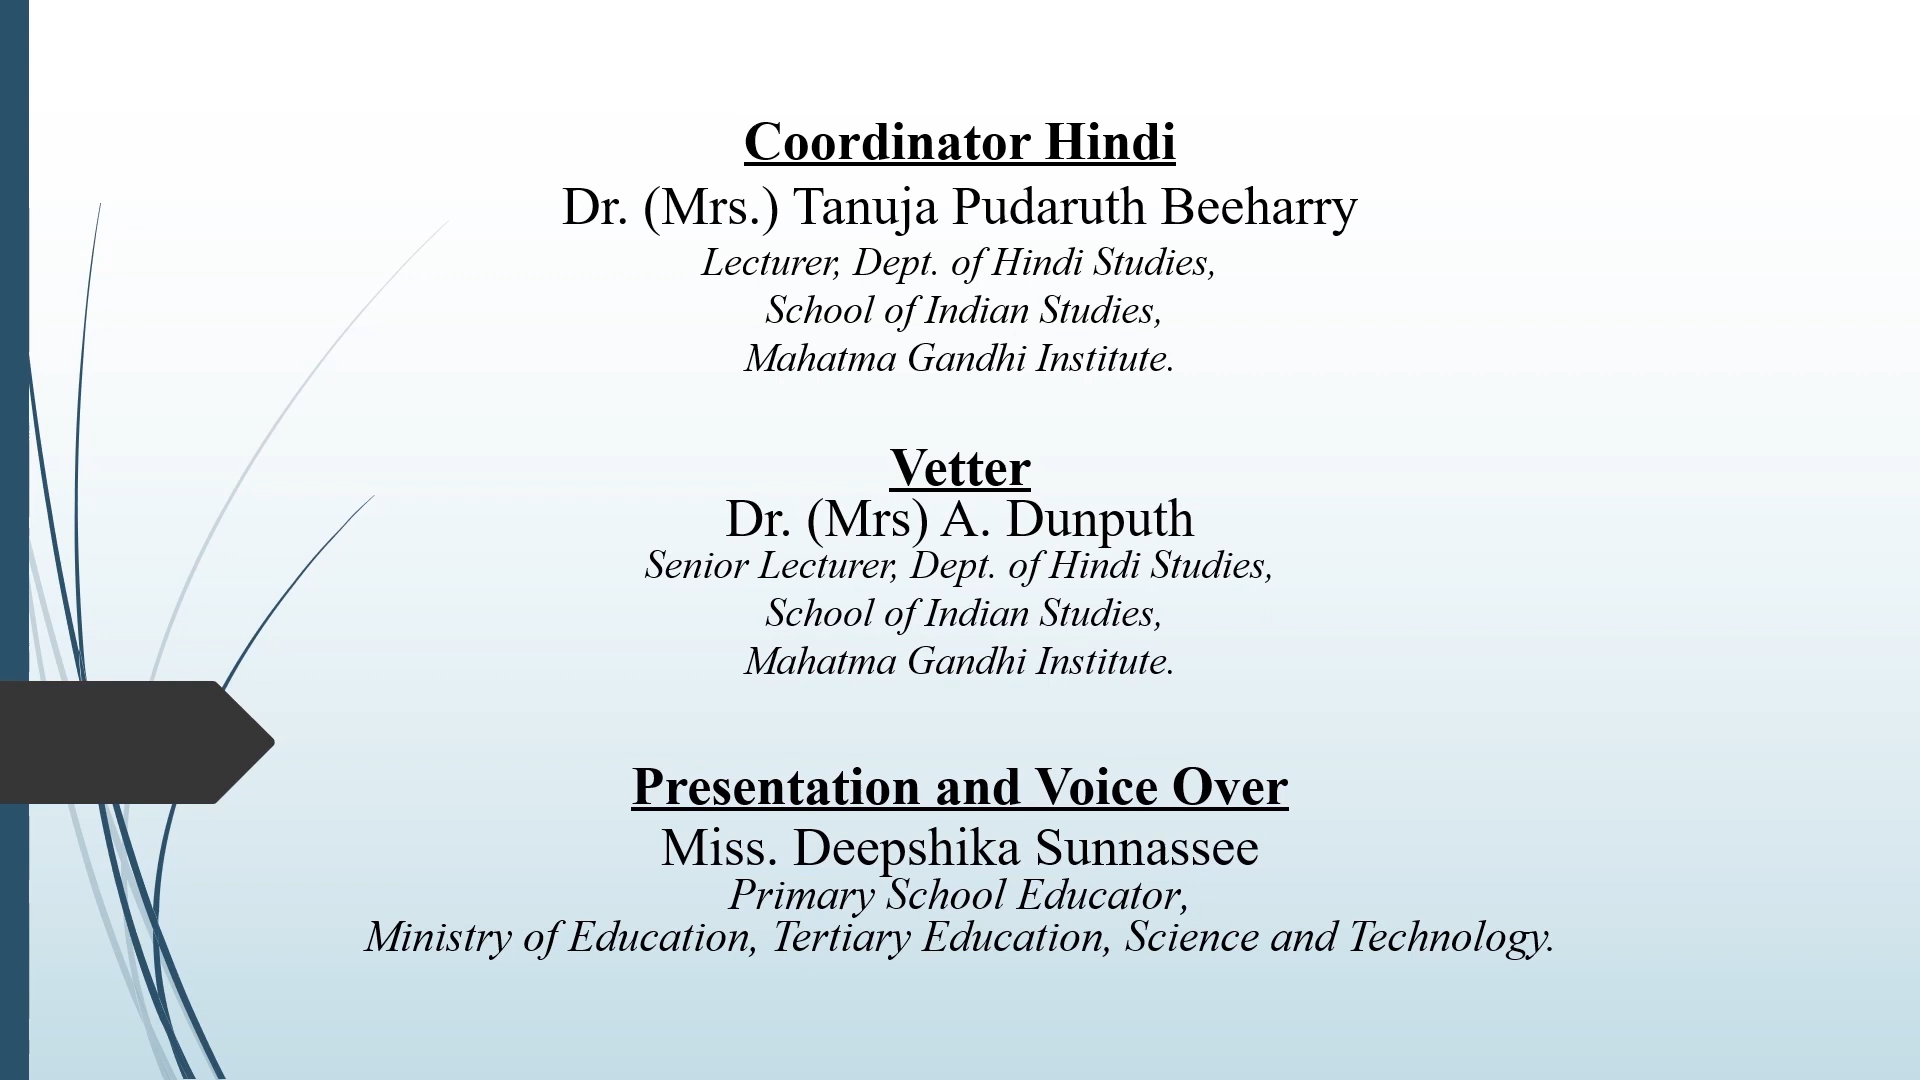 Coordinator Hindi
Dr. (Mrs.) Tanuja Pudaruth Beeharry
Lecturer, Dept. of Hindi Studies,
School of Indian Studies,
Mahatma Gandhi Institute.
Vetter
Dr. (Mrs) A. Dunputh
Senior Lecturer, Dept. of Hindi Studies,
School of Indian Studies,
Mahatma Gandhi Institute.
Presentation and Voice Over
Miss. Deepshika Sunnassee
Primary School Educator,
Ministry of Education, Tertiary Education, Science and Technology.